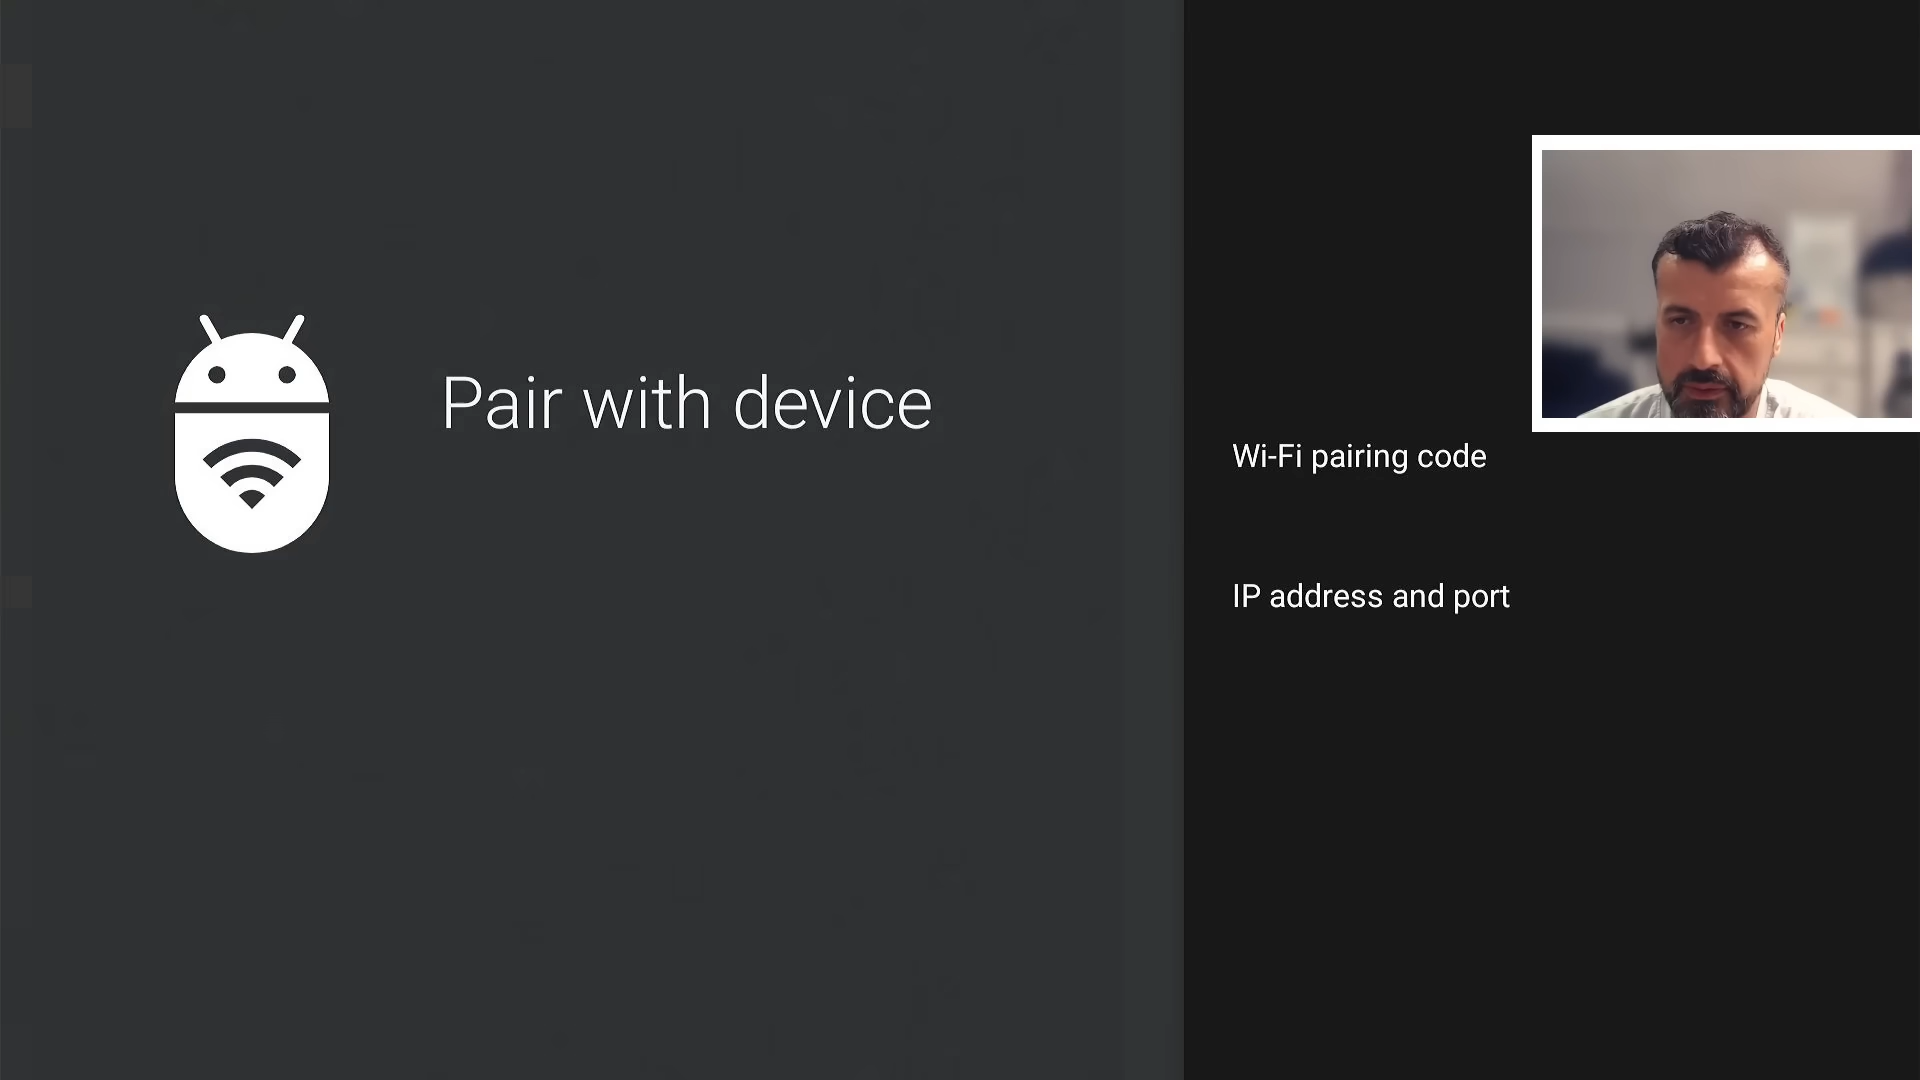 Pair with device
Wi-Fi pairing code
IP address and port